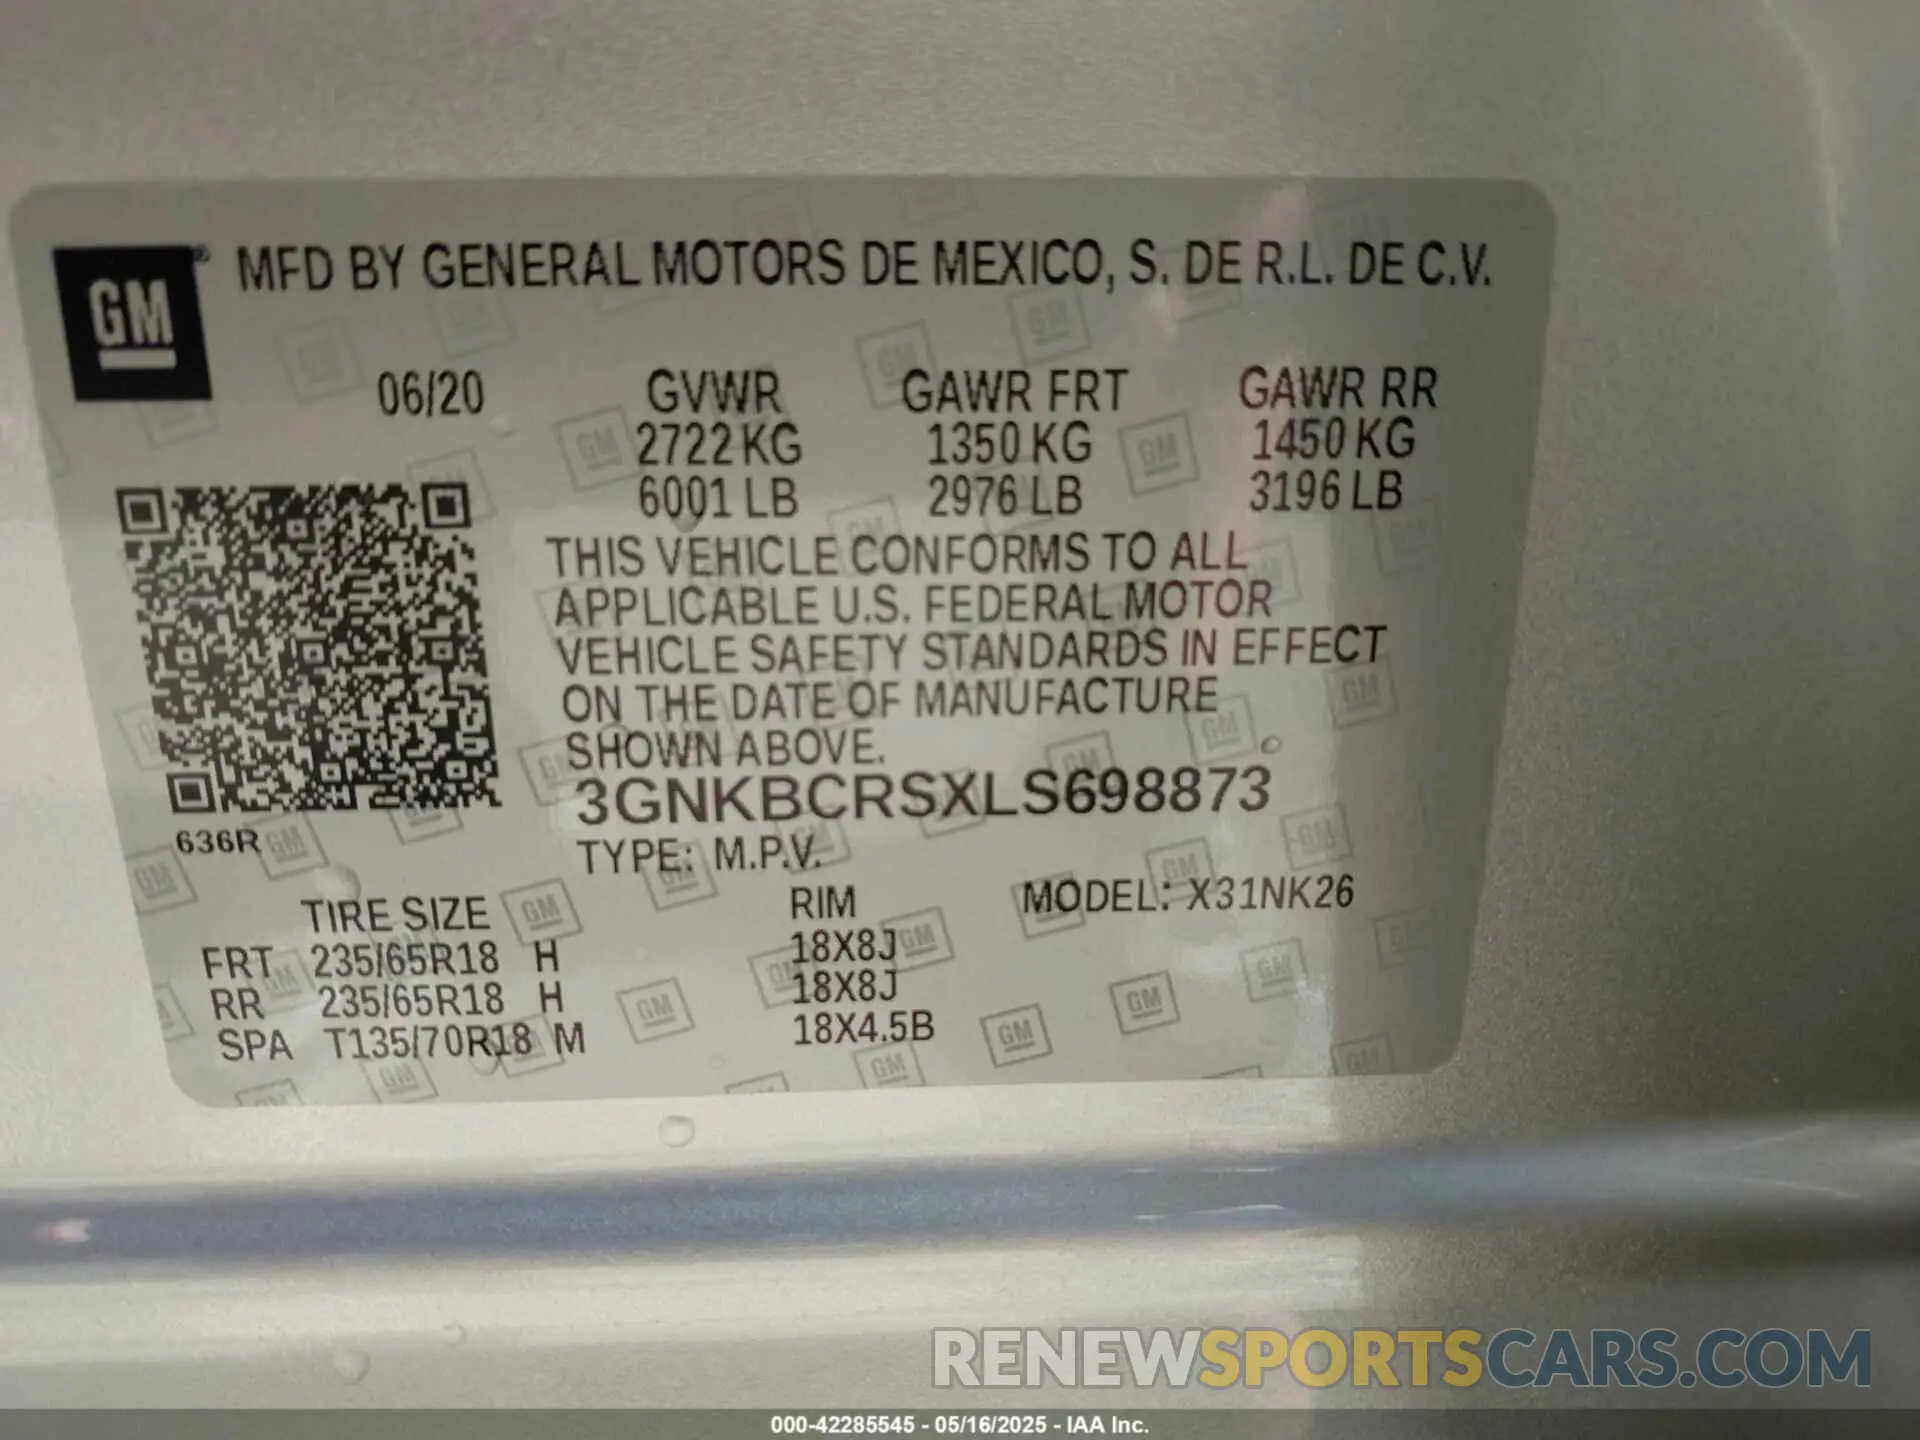 GM® MFD BY GENERAL MOTORS DE MEXICO, S. DE R.L. DE C.V.
06/20 GVWR GAWR FRT GAWR RR
2722 KG 1350 KG 1450 KG
6001 LB 2976 LB 3196 LB
THIS VEHICLE CONFORMS TO ALL
APPLICABLE U.S. FEDERAL MOTOR
VEHICLE SAFETY STANDARDS IN EFFECT
ON THE DATE OF MANUFACTURE
SHOWN ABOVE.
3GNKBCRSXLS698873
636R
TYPE: M.P.V.
TIRE SIZE RIM MODEL: X31NK26
FRT 235/65R18 H 18X8J
RR 235/65R18 H 18X8J
SPA T135/70R18 M 18X4.5B
RENEWSPORTSCARS.COM
000-42285545 - 05/16/2025 - IAA Inc.